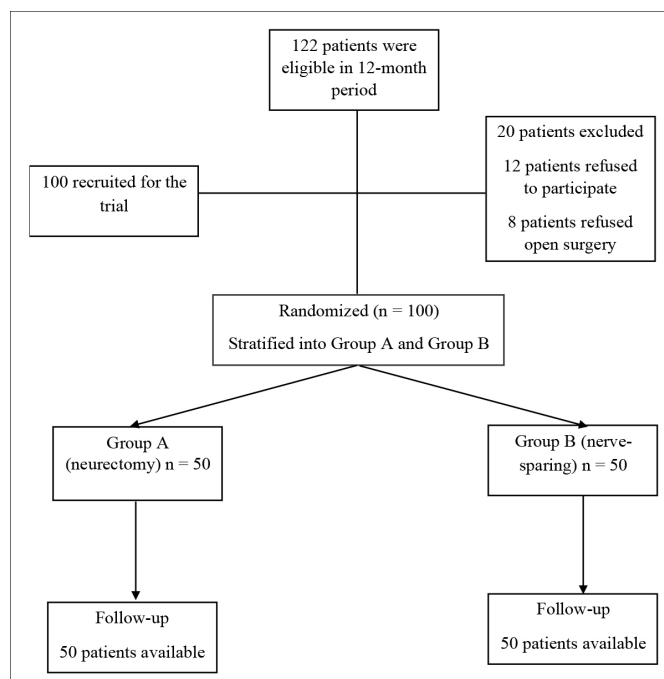 122 patients were
eligible in 12-month
period
20 patients excluded
12 patients refused
to participate
8 patients refused
open surgery
100 recruited for the
trial
Randomized (n = 100)
Stratified into Group A and Group B
Group A
(neurectomy) n = 50
Group B (nerve-
sparing) n = 50
Follow-up
50 patients available
Follow-up
50 patients available